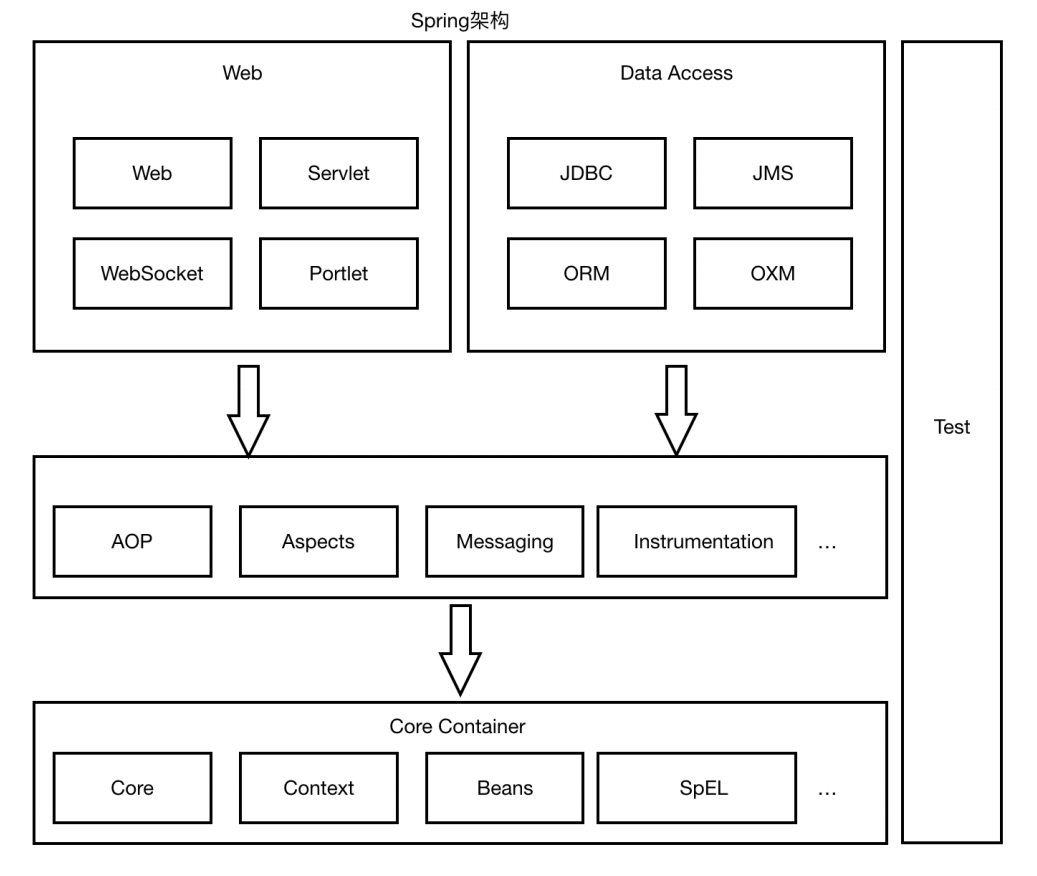 Spring架构
Web
Web
Servlet
WebSocket
Portlet
Data Access
JDBC
JMS
ORM
OXM
Test
AOP
Aspects
Messaging
Instrumentation
...
Core Container
Core
Context
Beans
SpEL
...